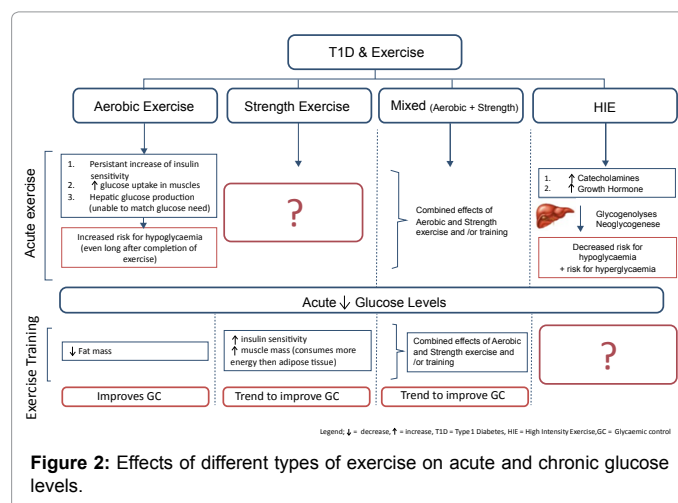 T1D & Exercise
Aerobic Exercise
Strength Exercise
Mixed (Aerobic + Strength)
HIE
Acute exercise
1. Persistant increase of insulin
sensitivity
2. ↑ glucose uptake in muscles
3. Hepatic glucose production
(unable to match glucose need)
Increased risk for hypoglycaemia
(even long after completion of
exercise)
?
Combined effects of
Aerobic and Strength
exercise and /or training
1. ↑ Catecholamines
2. ↑ Growth Hormone
Glycogenolyses
Neoglycogenese
Decreased risk for
hypoglycaemia
+ risk for hyperglycaemia
Acute ↓ Glucose Levels
Exercise Training
↓ Fat mass
↑ insulin sensitivity
↑ muscle mass (consumes more
energy then adipose tissue)
Combined effects of Aerobic
and Strength exercise and
/or training
?
Improves GC
Trend to improve GC
Trend to improve GC
Legend; ↓ = decrease, ↑ = increase, T1D = Type 1 Diabetes, HIE = High Intensity Exercise,GC = Glycaemic control
Figure 2: Effects of different types of exercise on acute and chronic glucose
levels.